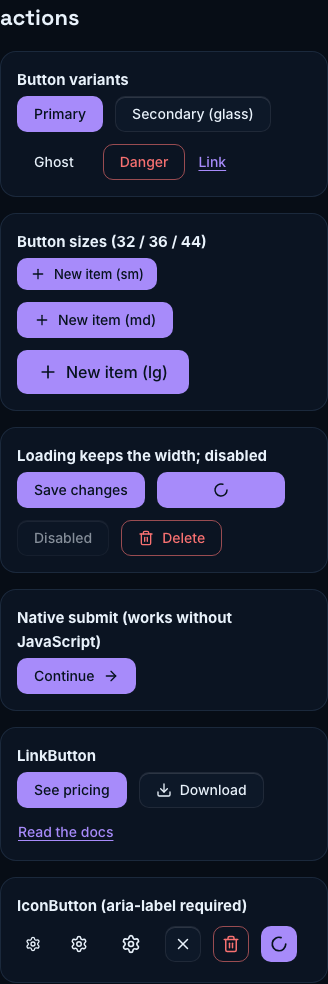 actions
Button variants
Primary
Secondary (glass)
Ghost
Danger
Link
Button sizes (32 / 36 / 44)
New item (sm)
New item (md)
New item (lg)
Loading keeps the width; disabled
Save changes
Disabled
Delete
Native submit (works without
JavaScript)
Continue
LinkButton
See pricing
Download
Read the docs
IconButton (aria-label required)